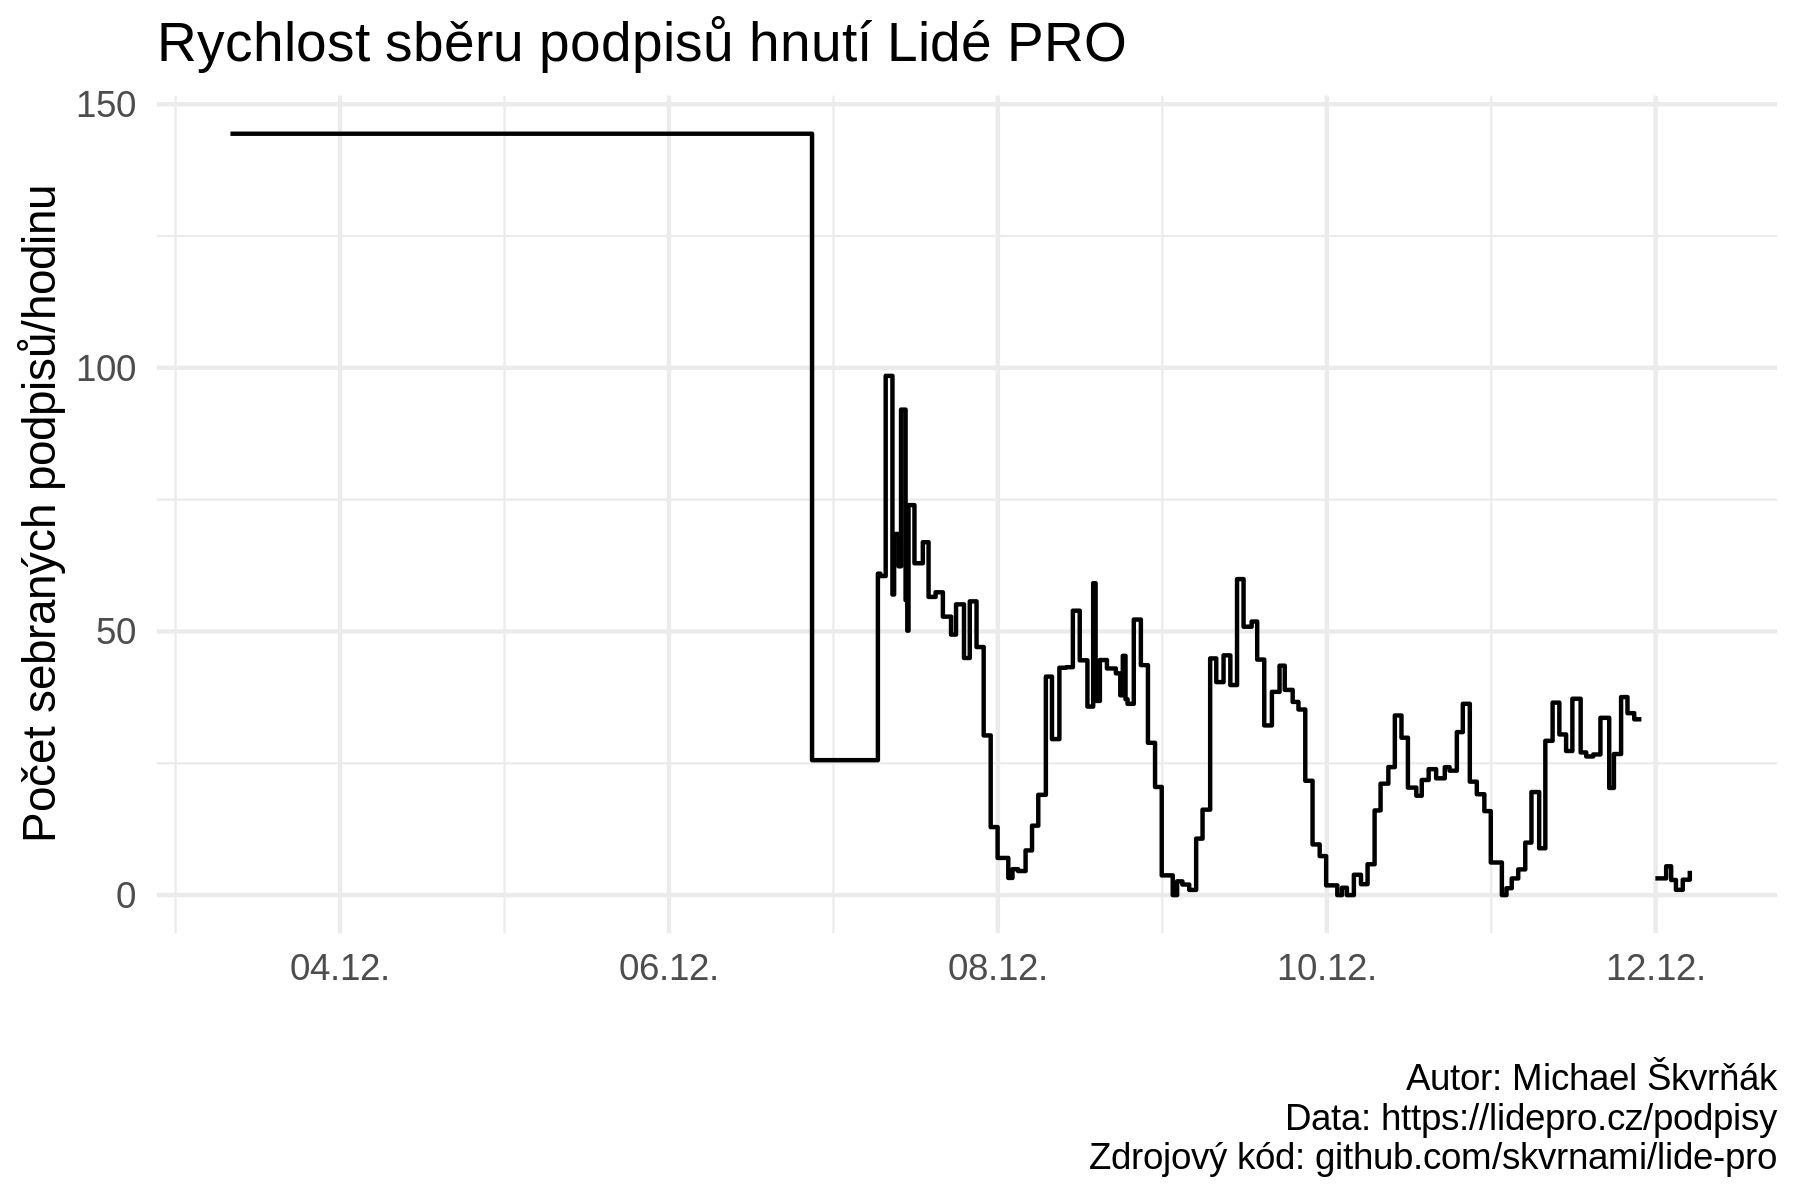 Rychlost sběru podpisů hnutí Lidé PRO
Počet sebraných podpisů/hodinu
150
100
50
0
04.12.
06.12.
08.12.
10.12.
12.12.
Autor: Michael Škvrňák
Data: https://lidepro.cz/podpisy
Zdrojový kód: github.com/skvrnami/lide-pro